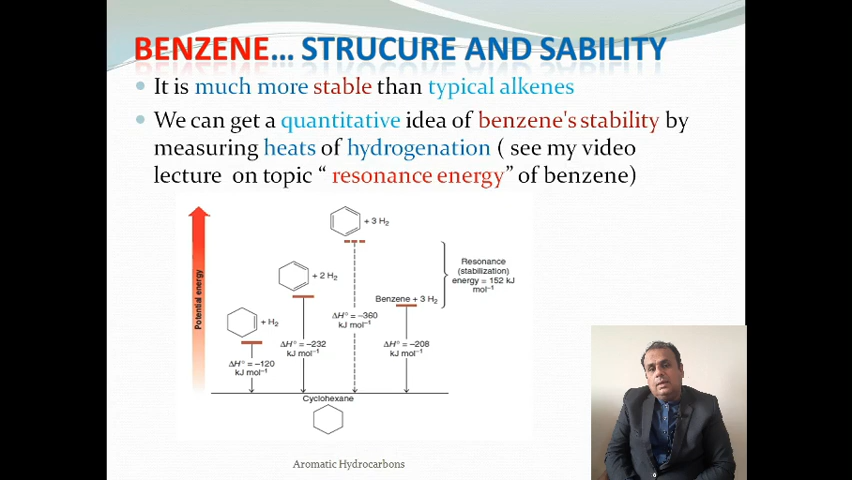 BENZENE... STRUCURE AND SABILITY
It is much more stable than typical alkenes
We can get a quantitative idea of benzene's stability by
measuring heats of hydrogenation ( see my video
lecture on topic “ resonance energy” of benzene)
+ 3 H₂
Resonance
(stabilization)
energy = 152 kJ
mol⁻¹
+ 2 H₂
Benzene + 3 H₂
Potential energy
+ H₂
ΔH° = –360
kJ mol⁻¹
ΔH° = –232
kJ mol⁻¹
ΔH° = –208
kJ mol⁻¹
ΔH° = –120
kJ mol⁻¹
Cyclohexane
Aromatic Hydrocarbons